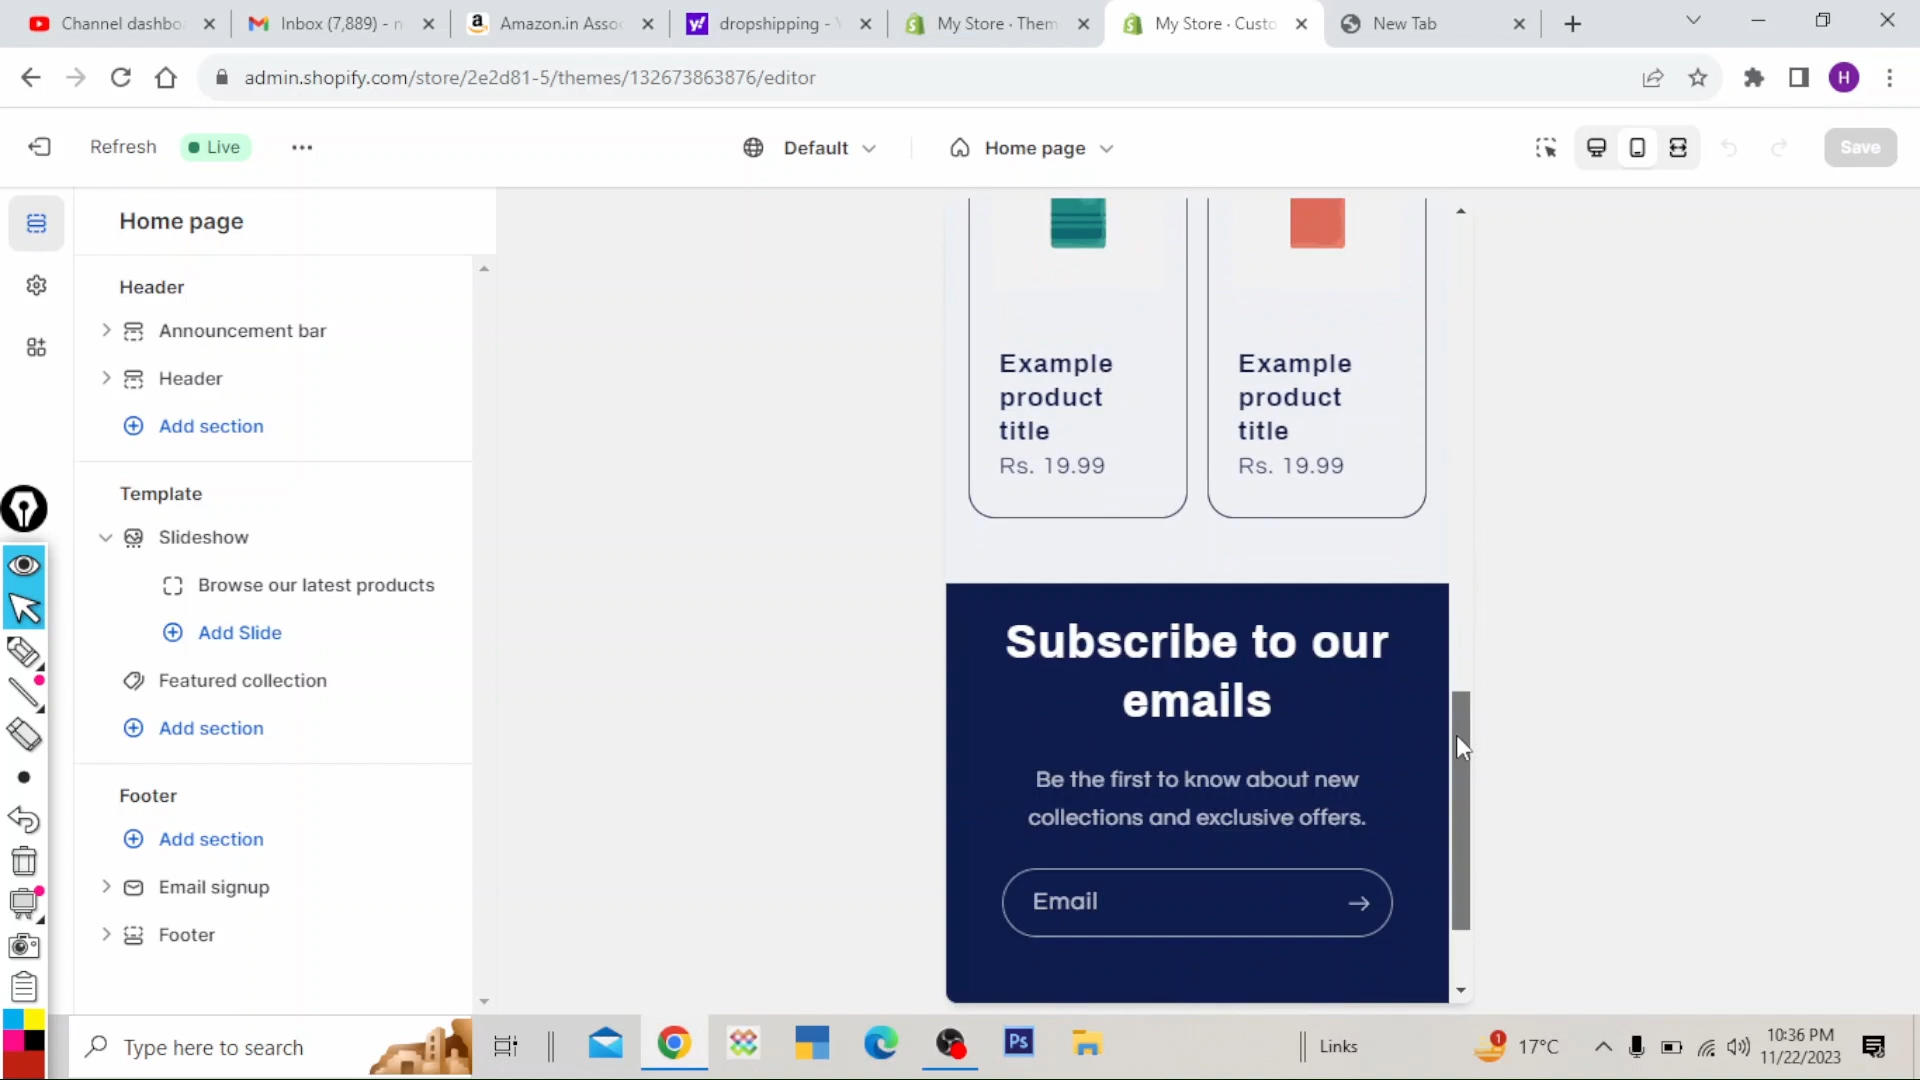 Channel dashbo
Inbox (7,889) - n
Amazon.in Asso
dropshipping - Y
My Store · Them
My Store · Custo
New Tab
admin.shopify.com/store/2e2d81-5/themes/132673863876/editor
H
Refresh
Live
Default
Home page
Save
Home page
Header
Announcement bar
Header
Add section
Template
Slideshow
Browse our latest products
Add Slide
Featured collection
Add section
Footer
Add section
Email signup
Footer
Example
product
title
Rs. 19.99
Example
product
title
Rs. 19.99
Subscribe to our
emails
Be the first to know about new
collections and exclusive offers.
Email
Type here to search
Ps
Links
1
17°C
10:36 PM
11/22/2023